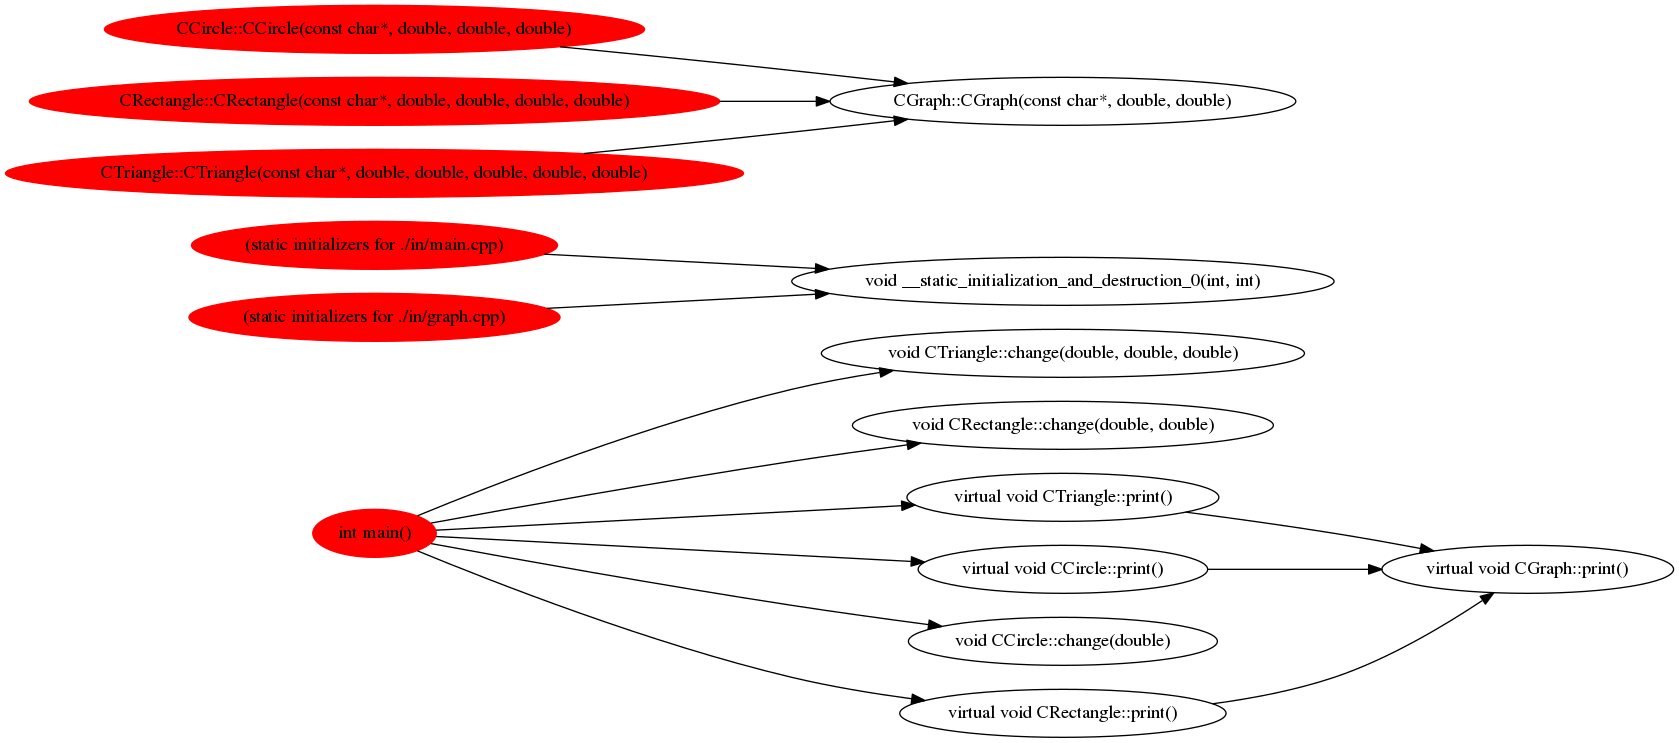 CCircle::CCircle(const char*, double, double, double)
CRectangle::CRectangle(const char*, double, double, double, double)
CGraph::CGraph(const char*, double, double)
CTriangle::CTriangle(const char*, double, double, double, double, double)
(static initializers for ./in/main.cpp)
void __static_initialization_and_destruction_0(int, int)
(static initializers for ./in/graph.cpp)
void CTriangle::change(double, double, double)
void CRectangle::change(double, double)
virtual void CTriangle::print()
int main()
virtual void CCircle::print()
virtual void CGraph::print()
void CCircle::change(double)
virtual void CRectangle::print()